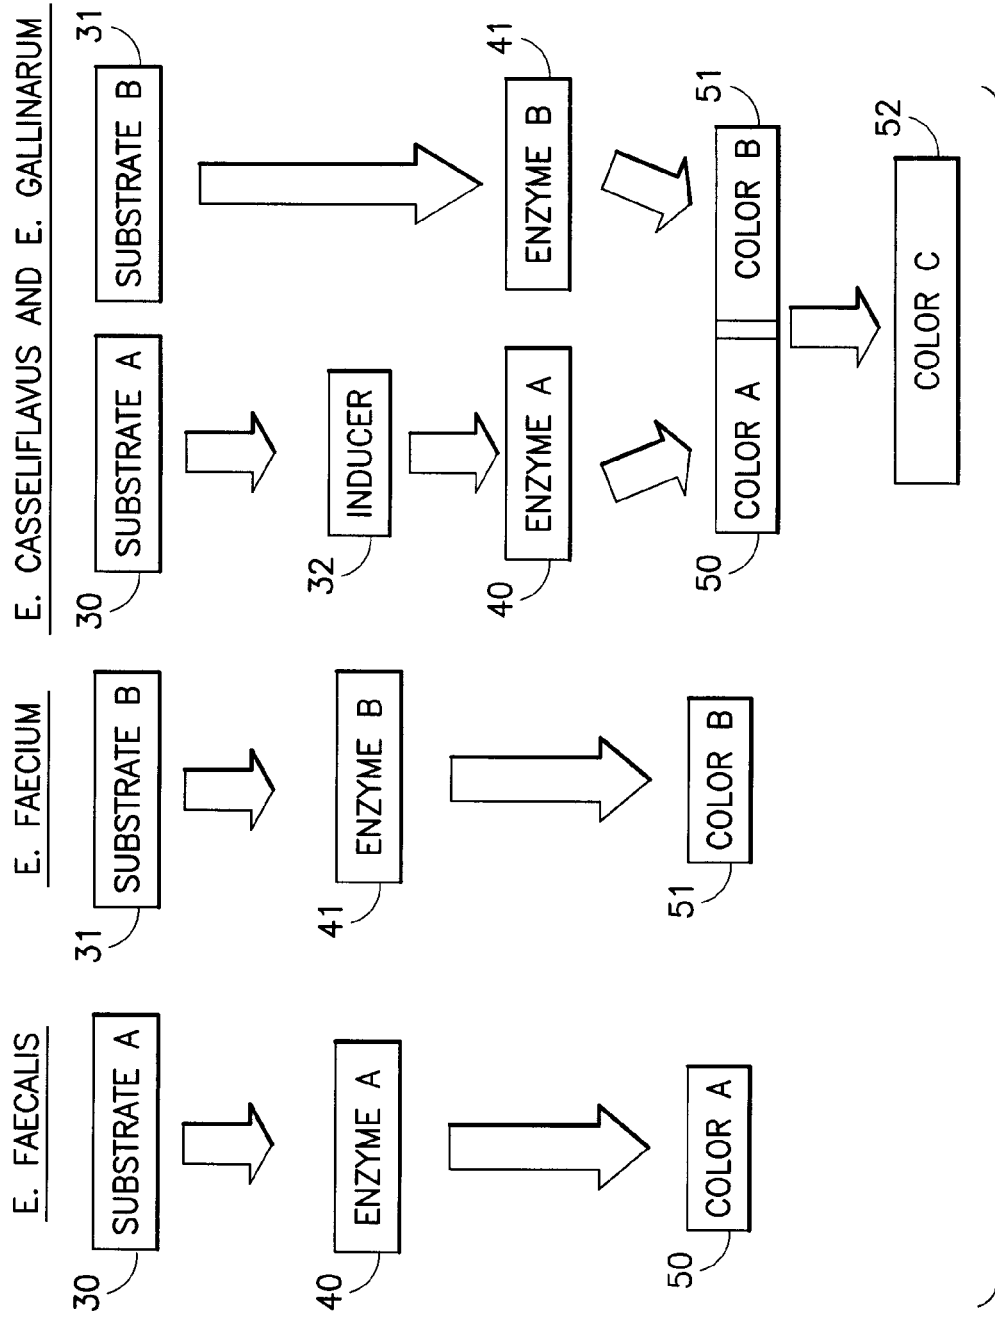 E. FAECALIS
30
SUBSTRATE A
40
ENZYME A
50
COLOR A
E. FAECIUM
31
SUBSTRATE B
41
ENZYME B
51
COLOR B
E. CASSELIFLAVUS AND E. GALLINARUM
30
SUBSTRATE A
SUBSTRATE B
31
32
INDUCER
40
ENZYME A
ENZYME B
41
50
COLOR A
COLOR B
51
COLOR C
52